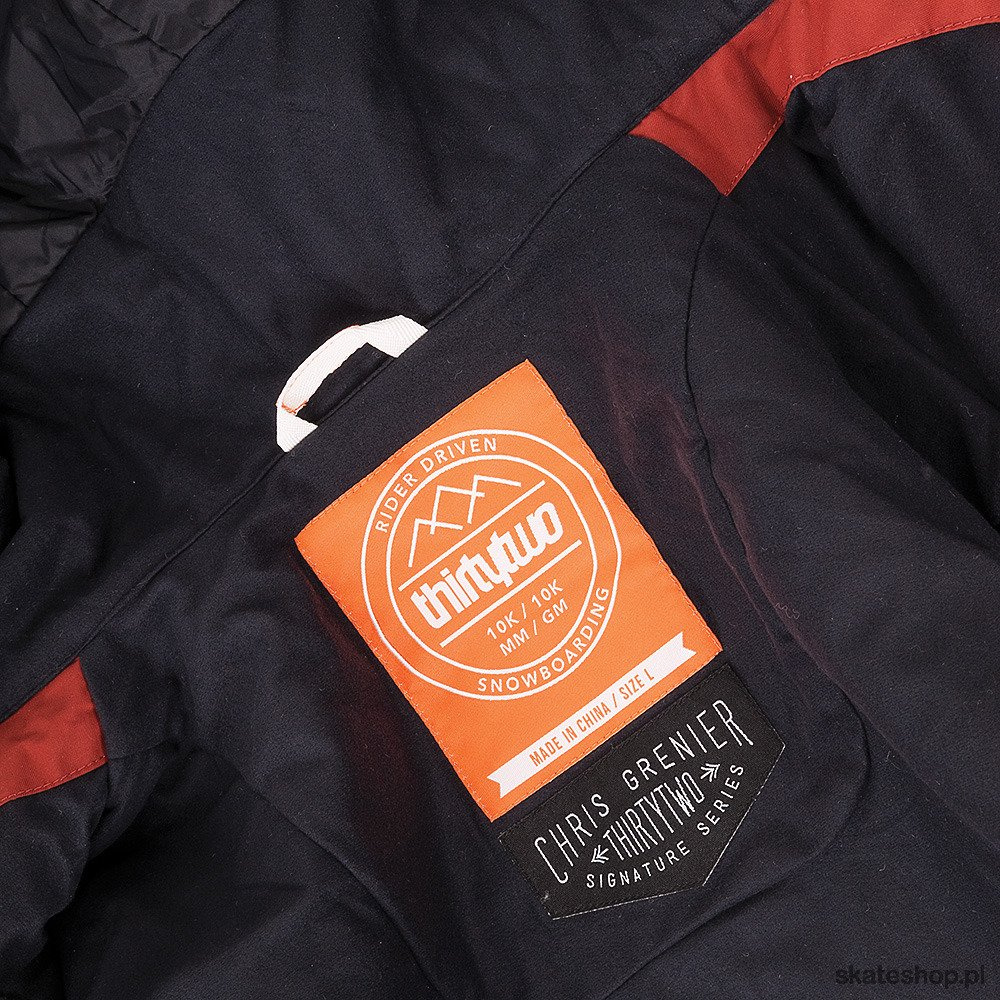 RIDER DRIVEN
thirtytwo
10K / 10K
MM / GM
SNOWBOARDING
MADE IN CHINA / SIZE L
CHRIS GRENIER
THIRTYTWO
SIGNATURE SERIES
skateshop.pl